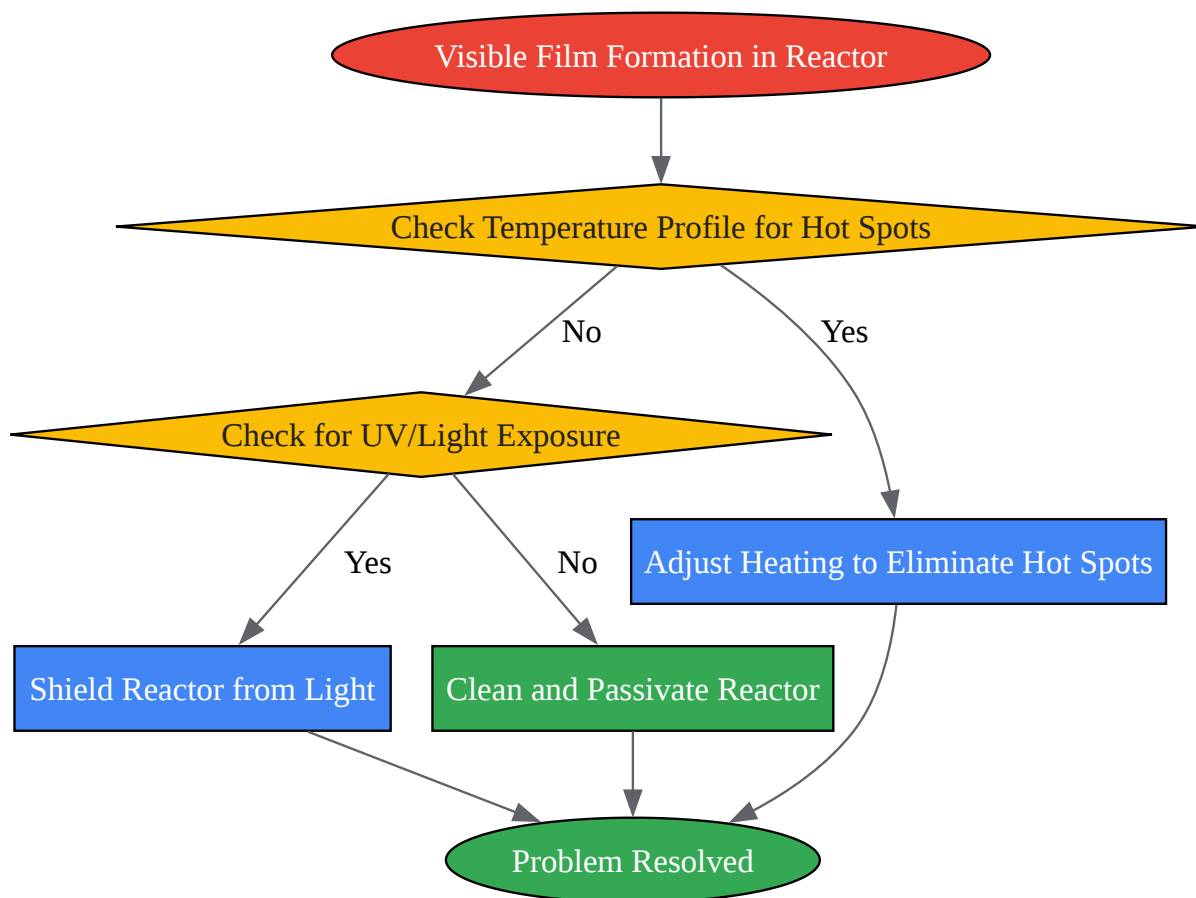 Visible Film Formation in Reactor
Check Temperature Profile for Hot Spots
No
Yes
Check for UV/Light Exposure
Yes
No
Adjust Heating to Eliminate Hot Spots
Shield Reactor from Light
Clean and Passivate Reactor
Problem Resolved